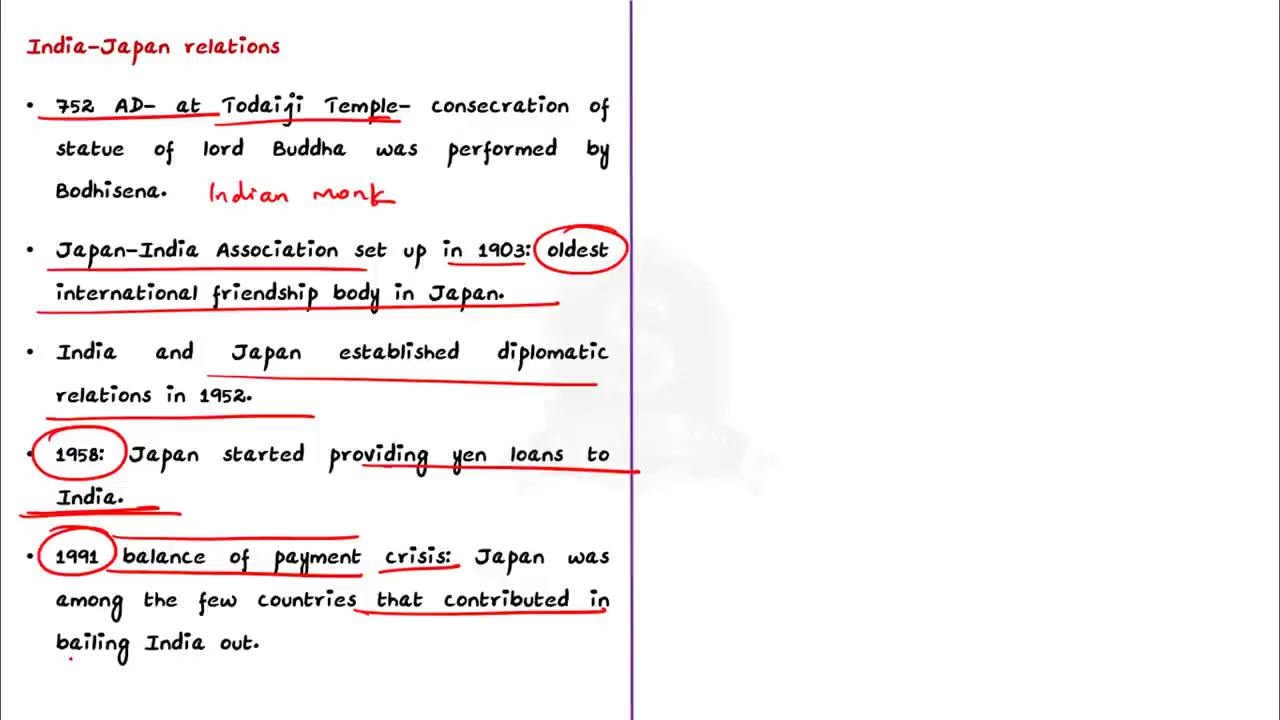 India-Japan relations
• 752 AD- at Todaiji Temple- consecration of
statue of lord Buddha was performed by
Bodhisena. Indian monk
• Japan-India Association set up in 1903: oldest
international friendship body in Japan.
• India and Japan established diplomatic
relations in 1952.
• 1958: Japan started providing yen loans to
India.
• 1991 balance of payment crisis: Japan was
among the few countries that contributed in
bailing India out.